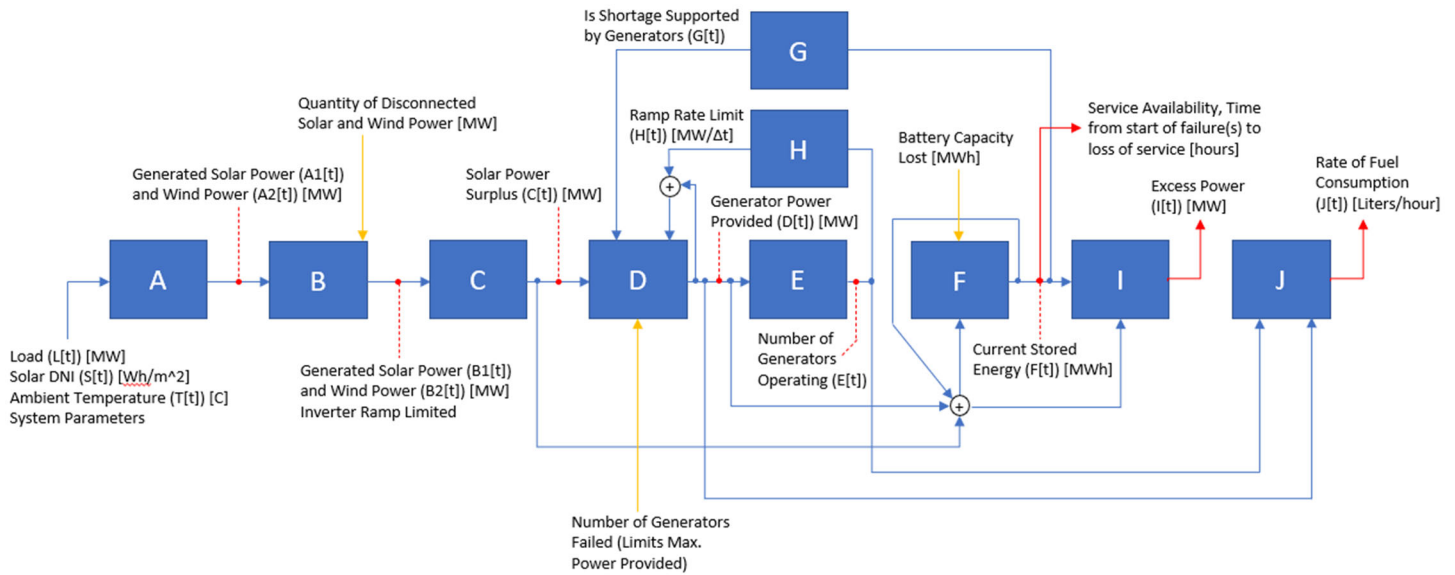 Is Shortage Supported
by Generators (G[t])
G
Quantity of Disconnected
Solar and Wind Power [MW]
Ramp Rate Limit
(H[t]) [MW/Δt]
H
Battery Capacity
Lost [MWh]
Service Availability, Time
from start of failure(s) to
loss of service [hours]
Generated Solar Power (A1[t])
and Wind Power (A2[t]) [MW]
Solar Power
Surplus (C[t]) [MW]
+
Generator Power
Provided (D[t]) [MW]
Excess Power
(I[t]) [MW]
Rate of Fuel
Consumption
(J[t]) [Liters/hour]
A
B
C
D
E
F
I
J
Load (L[t]) [MW]
Solar DNI (S[t]) [Wh/m^2]
Ambient Temperature (T[t]) [C]
System Parameters
Generated Solar Power (B1[t])
and Wind Power (B2[t]) [MW]
Inverter Ramp Limited
Number of
Generators
Operating (E[t])
Current Stored
Energy (F[t]) [MWh]
+
Number of Generators
Failed (Limits Max.
Power Provided)